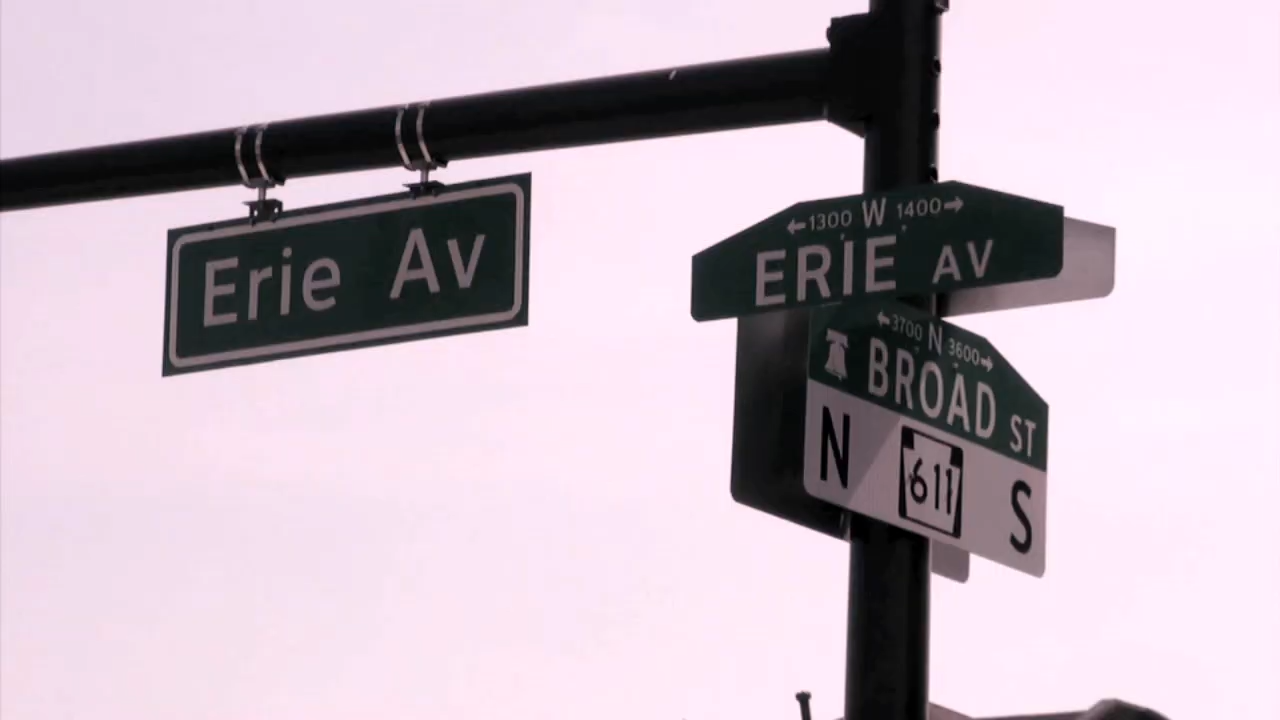 Erie Av
←1300 W 1400→
ERIE AV
←3700 N 3600→
BROAD ST
N 611 S